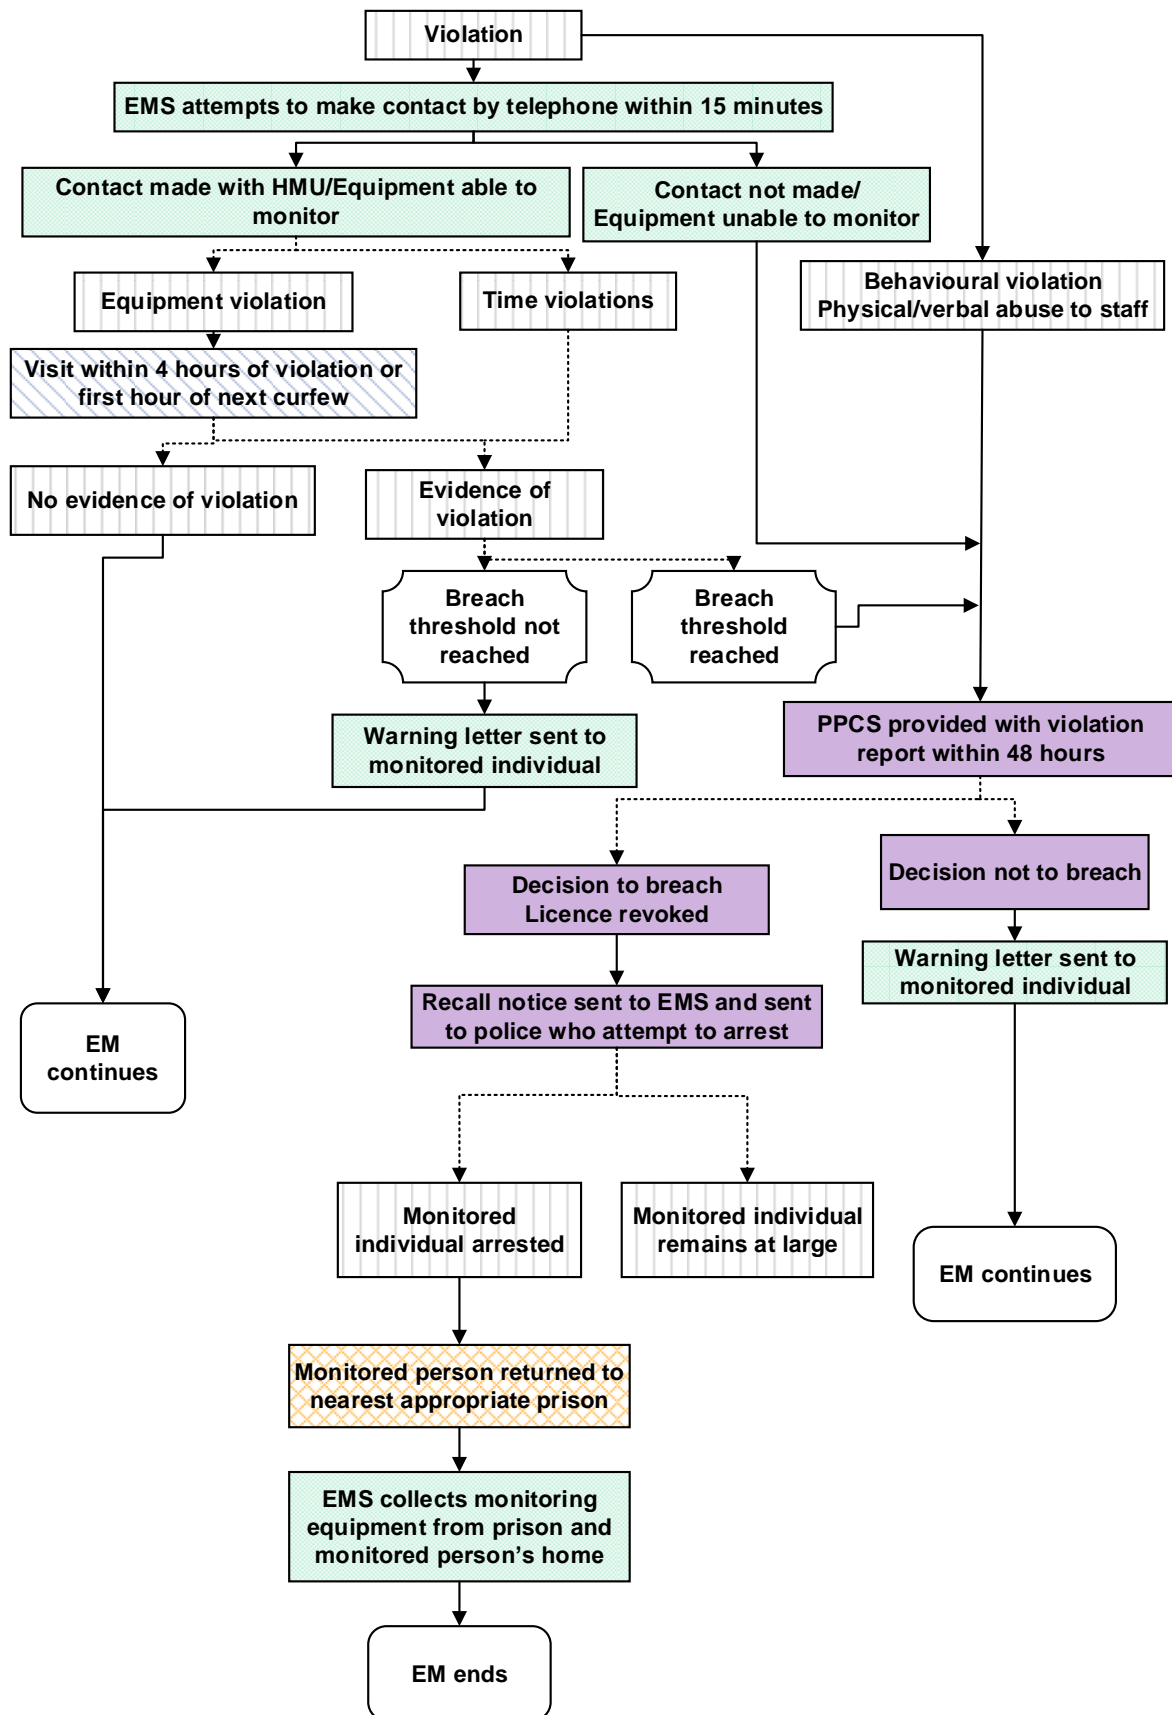 Violation
EMS attempts to make contact by telephone within 15 minutes
Contact made with HMU/Equipment able to
monitor
Contact not made/
Equipment unable to monitor
Equipment violation
Time violations
Behavioural violation
Physical/verbal abuse to staff
Visit within 4 hours of violation or
first hour of next curfew
No evidence of violation
Evidence of
violation
Breach
threshold not
reached
Breach
threshold
reached
Warning letter sent to
monitored individual
PPCS provided with violation
report within 48 hours
Decision to breach
Licence revoked
Decision not to breach
Warning letter sent to
monitored individual
Recall notice sent to EMS and sent
to police who attempt to arrest
EM
continues
Monitored
individual arrested
Monitored individual
remains at large
EM continues
Monitored person returned to
nearest appropriate prison
EMS collects monitoring
equipment from prison and
monitored person’s home
EM ends